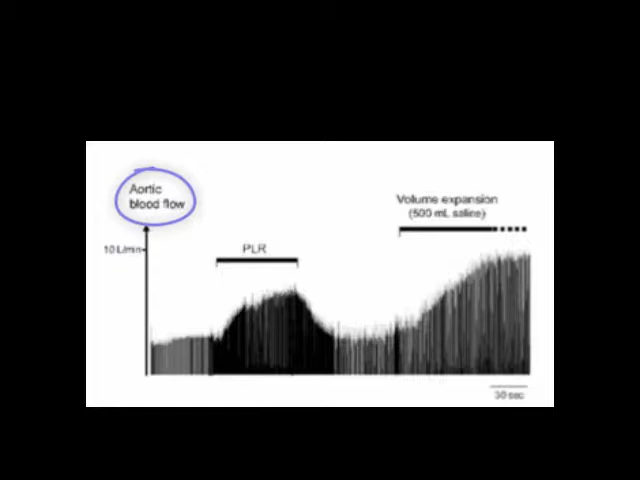 Aortic
blood flow
Volume expansion
(500 mL saline)
10 L/min
PLR
30 sec